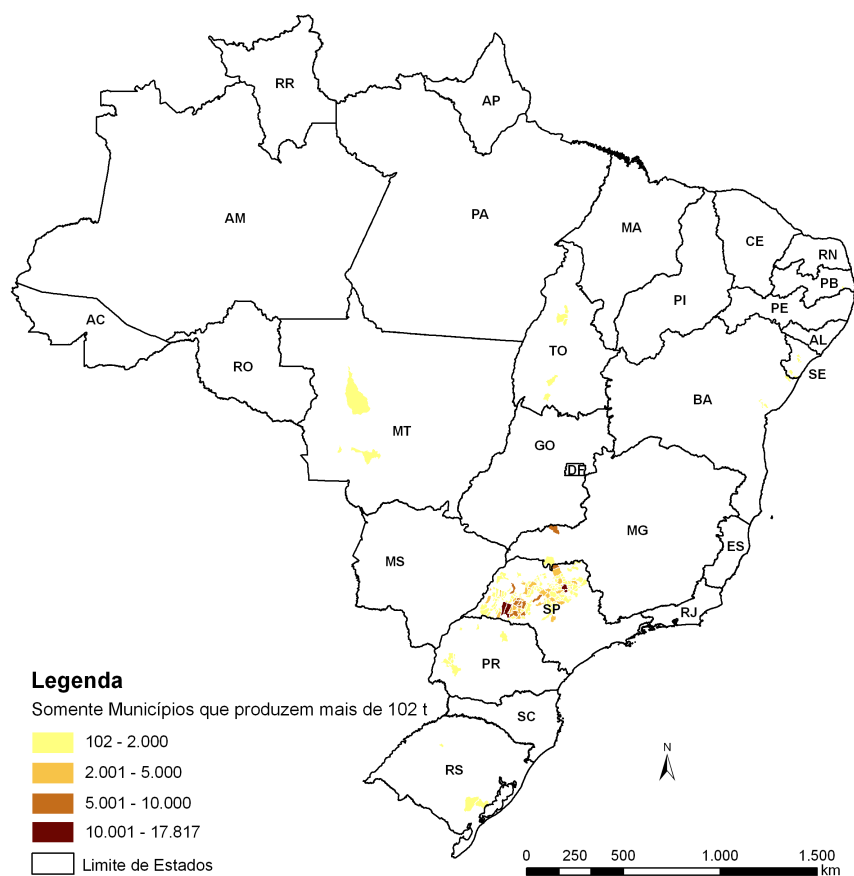 RR
AP
AM
PA
MA
CE
RN
PB
PE
PI
AL
AC
SE
TO
RO
BA
MT
GO
DF
MG
ES
MS
SP
RJ
PR
SC
RS
Legenda
Somente Municípios que produzem mais de 102 t
102 - 2.000
2.001 - 5.000
5.001 - 10.000
10.001 - 17.817
Limite de Estados
N
0 250 500 1.000 1.500
km